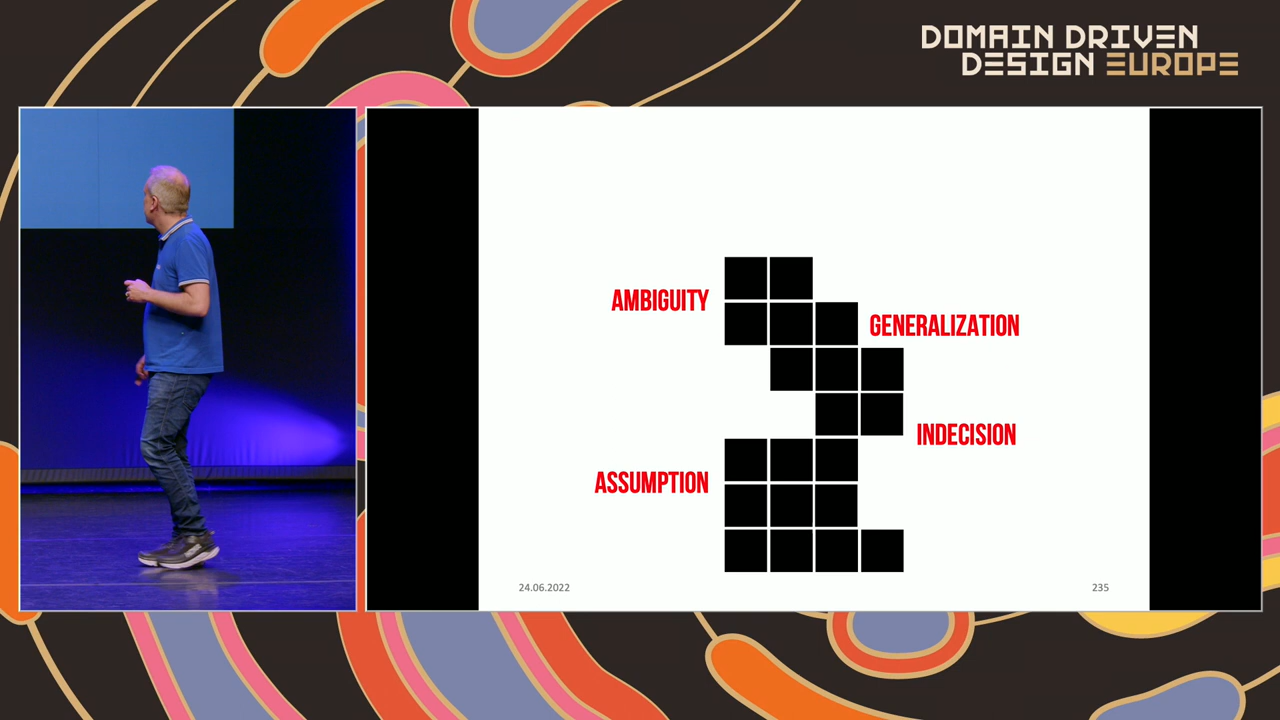 DOMAIN DRIVEN
DESIGN EUROPE
AMBIGUITY
GENERALIZATION
INDECISION
ASSUMPTION
24.06.2022
235